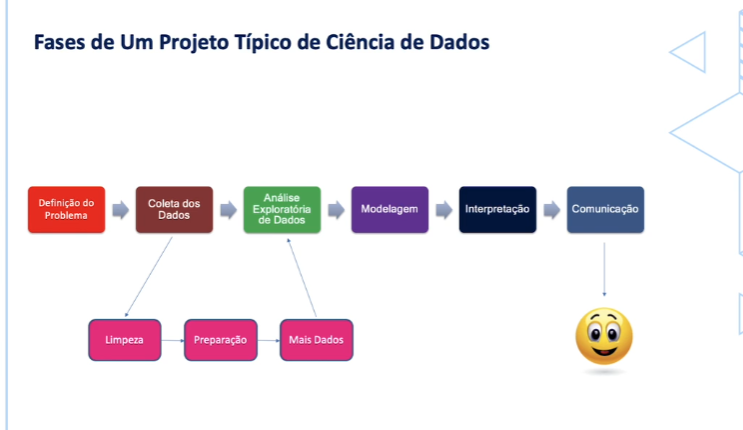 Fases de Um Projeto Típico de Ciência de Dados
Definição do
Problema
Coleta dos
Dados
Análise
Exploratória
de Dados
Modelagem
Interpretação
Comunicação
Limpeza
Preparação
Mais Dados